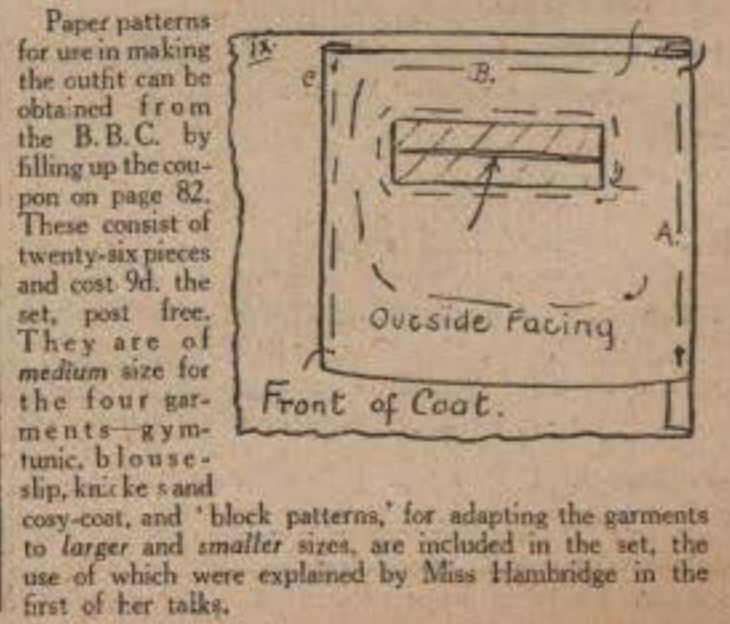 Paper patterns
for use in making
the outfit can be
obtained from
the B.B.C. by
filling up the cou-
pon on page 82.
These consist of
twenty-six pieces
and cost 9d. the
set, post free.
They are of
medium size for
the four gar-
ments—gym-
tunic, blouse-
slip, knicke s and
cosy-coat, and ‘block patterns,’ for adapting the garments
to larger and smaller sizes, are included in the set, the
use of which were explained by Miss Hambridge in the
first of her talks.
IX.
C
B.
A.
Outside Facing
Front of Coat.